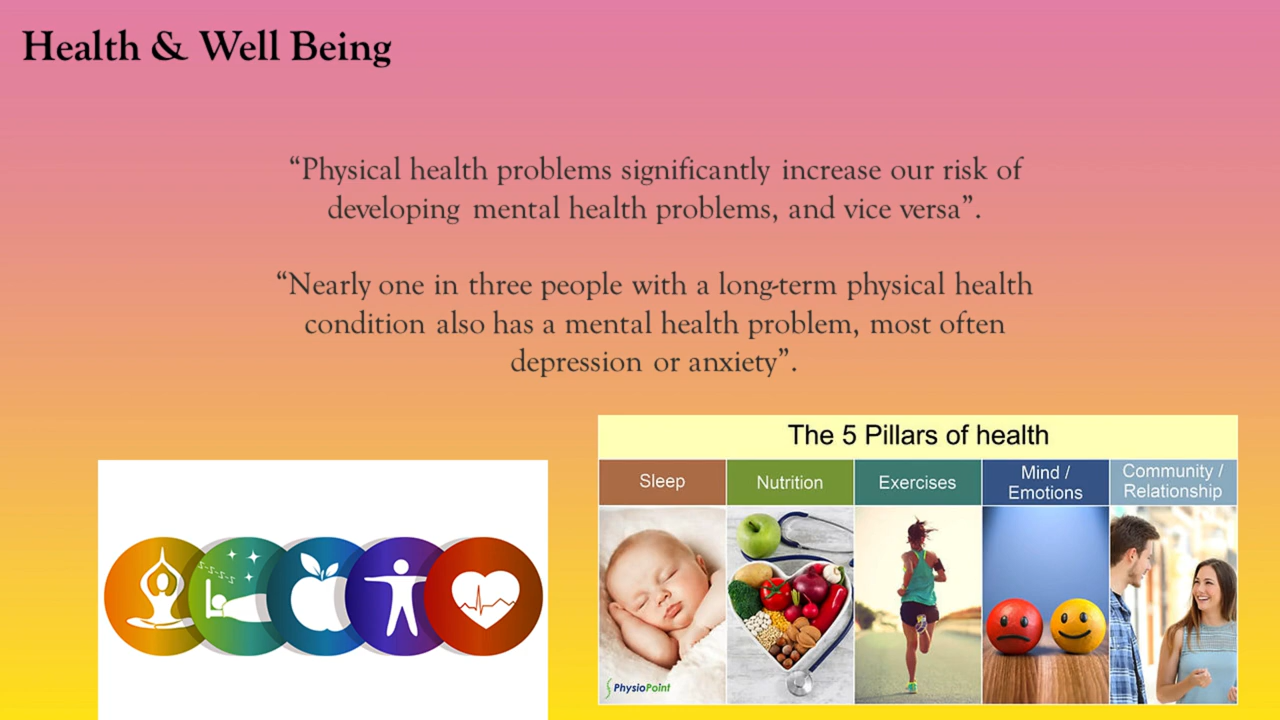 Health & Well Being
“Physical health problems significantly increase our risk of
developing mental health problems, and vice versa”.
“Nearly one in three people with a long-term physical health
condition also has a mental health problem, most often
depression or anxiety”.
The 5 Pillars of health
Sleep
Nutrition
Exercises
Mind /
Emotions
Community /
Relationship
PhysioPoint